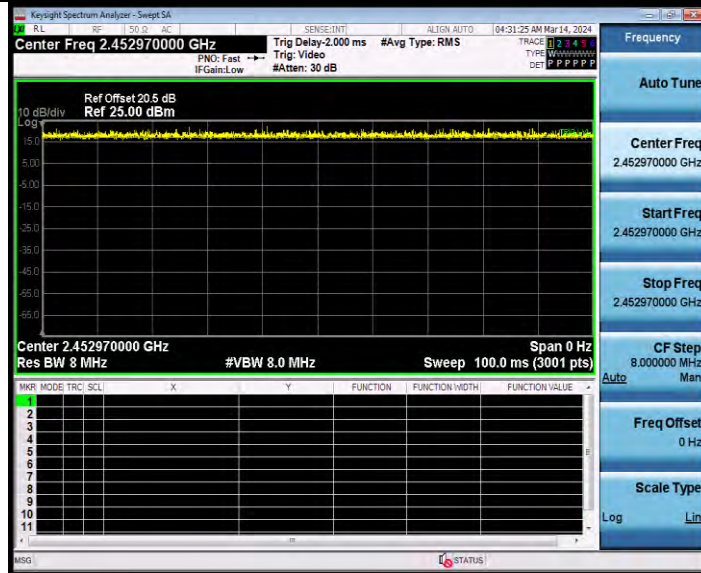 Keysight Spectrum Analyzer - Swept SA
LXI RL RF 50 Ω AC SENSE:INT ALIGN AUTO 04:31:25 AM Mar 14, 2024
Center Freq 2.452970000 GHz
PNO: Fast
IFGain:Low
Trig Delay-2.000 ms
Trig: Video
#Atten: 30 dB
#Avg Type: RMS
TRACE 1 2 3 4 5 6
TYPE
DET P P P P P P
Ref Offset 20.5 dB
10 dB/div Ref 25.00 dBm
Log
15.0
5.00
-5.00
-15.0
-25.0
-35.0
-45.0
-55.0
-65.0
Center 2.452970000 GHz Span 0 Hz
Res BW 8 MHz #VBW 8.0 MHz Sweep 100.0 ms (3001 pts)
MKR MODE TRC SCL X Y FUNCTION FUNCTION WIDTH FUNCTION VALUE
1
2
3
4
5
6
7
8
9
10
11
MSG STATUS
Frequency
Auto Tune
Center Freq
2.452970000 GHz
Start Freq
2.452970000 GHz
Stop Freq
2.452970000 GHz
CF Step
8.000000 MHz
Auto Man
Freq Offset
0 Hz
Scale Type
Log Lin